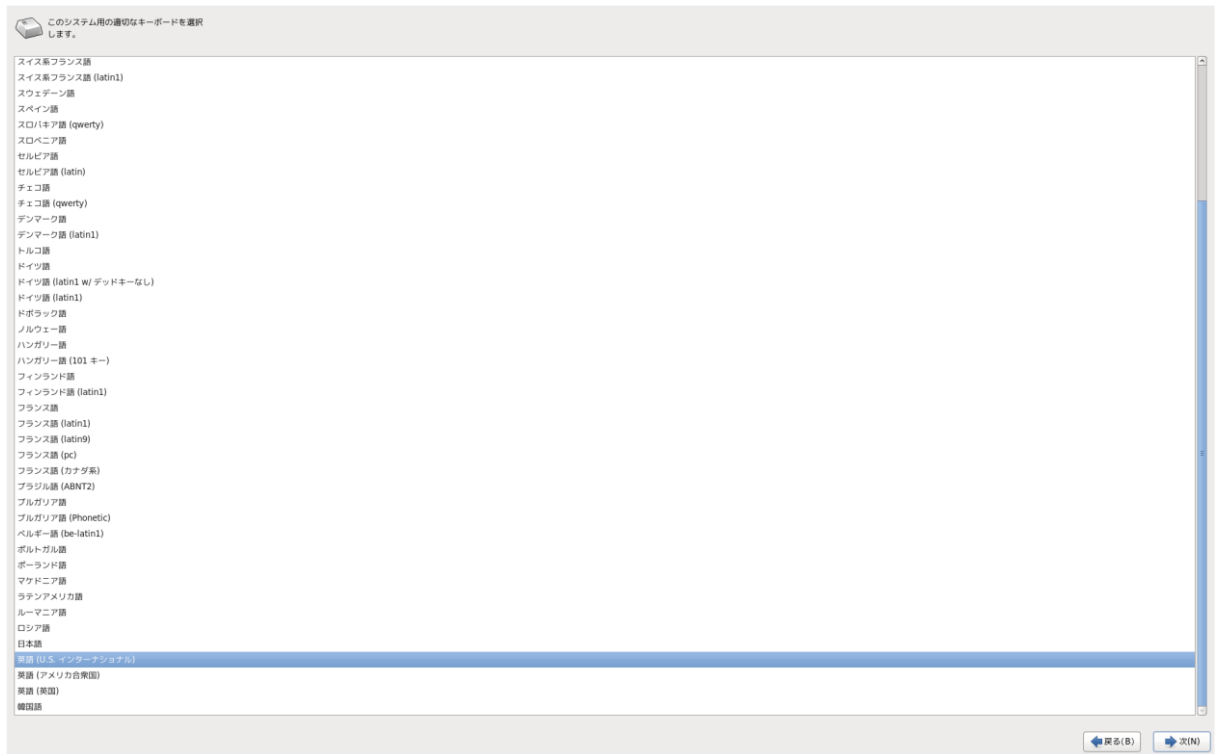 このシステム用の適切なキーボードを選択
します。
スイス系フランス語
スイス系フランス語 (latin1)
スウェデーン語
スペイン語
スロバキア語 (qwerty)
スロベニア語
セルビア語
セルビア語 (latin)
チェコ語
チェコ語 (qwerty)
デンマーク語
デンマーク語 (latin1)
トルコ語
ドイツ語
ドイツ語 (latin1 w/ デッドキーなし)
ドイツ語 (latin1)
ドボラック語
ノルウェー語
ハンガリー語
ハンガリー語 (101 キー)
フィンランド語
フィンランド語 (latin1)
フランス語
フランス語 (latin1)
フランス語 (latin9)
フランス語 (pc)
フランス語 (カナダ系)
ブラジル語 (ABNT2)
ブルガリア語
ブルガリア語 (Phonetic)
ベルギー語 (be-latin1)
ポルトガル語
ポーランド語
マケドニア語
ラテンアメリカ語
ルーマニア語
ロシア語
日本語
英語 (U.S. インターナショナル)
英語 (アメリカ合衆国)
英語 (英国)
韓国語
戻る(B)
次(N)